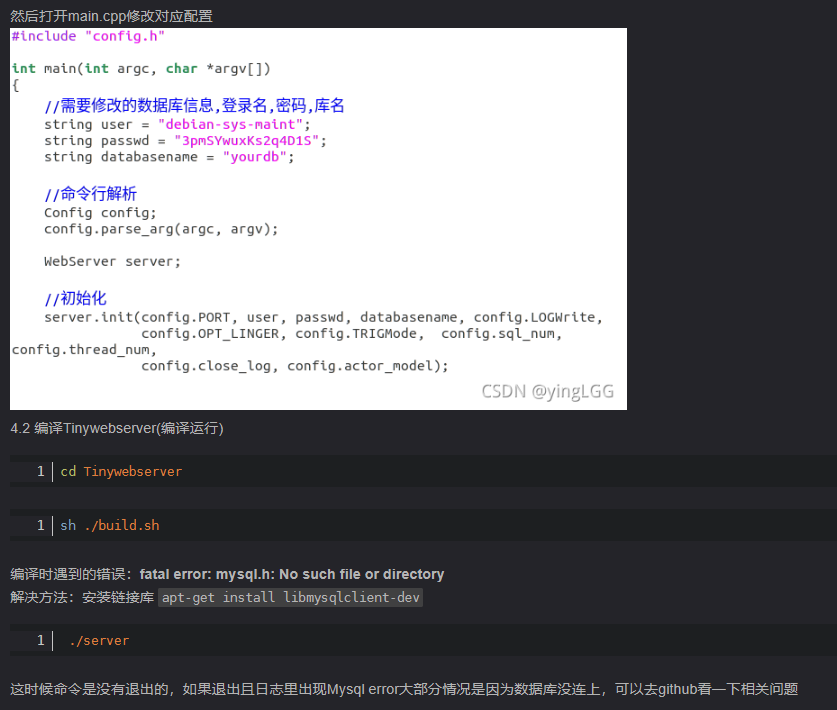 然后打开main.cpp修改对应配置
#include "config.h"
int main(int argc, char *argv[])
{
//需要修改的数据库信息,登录名,密码,库名
string user = "debian-sys-maint";
string passwd = "3pmSYwuxKs2q4D1S";
string databasename = "yourdb";
//命令行解析
Config config;
config.parse_arg(argc, argv);
WebServer server;
//初始化
server.init(config.PORT, user, passwd, databasename, config.LOGWrite,
config.OPT_LINGER, config.TRIGMode,  config.sql_num,
config.thread_num,
config.close_log, config.actor_model);
CSDN @yingLGG
4.2 编译Tinywebserver(编译运行)
1 cd Tinywebserver
1 sh ./build.sh
编译时遇到的错误：fatal error: mysql.h: No such file or directory
解决方法：安装链接库 apt-get install libmysqlclient-dev
1 ./server
这时候命令是没有退出的，如果退出且日志里出现Mysql error大部分情况是因为数据库没连上，可以去github看一下相关问题